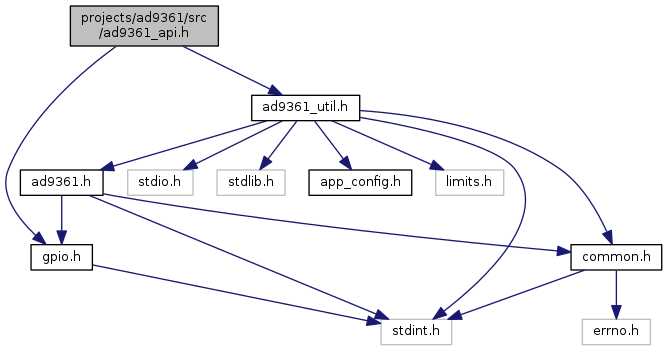 projects/ad9361/src
/ad9361_api.h
ad9361_util.h
ad9361.h
stdio.h
stdlib.h
app_config.h
limits.h
gpio.h
common.h
stdint.h
errno.h